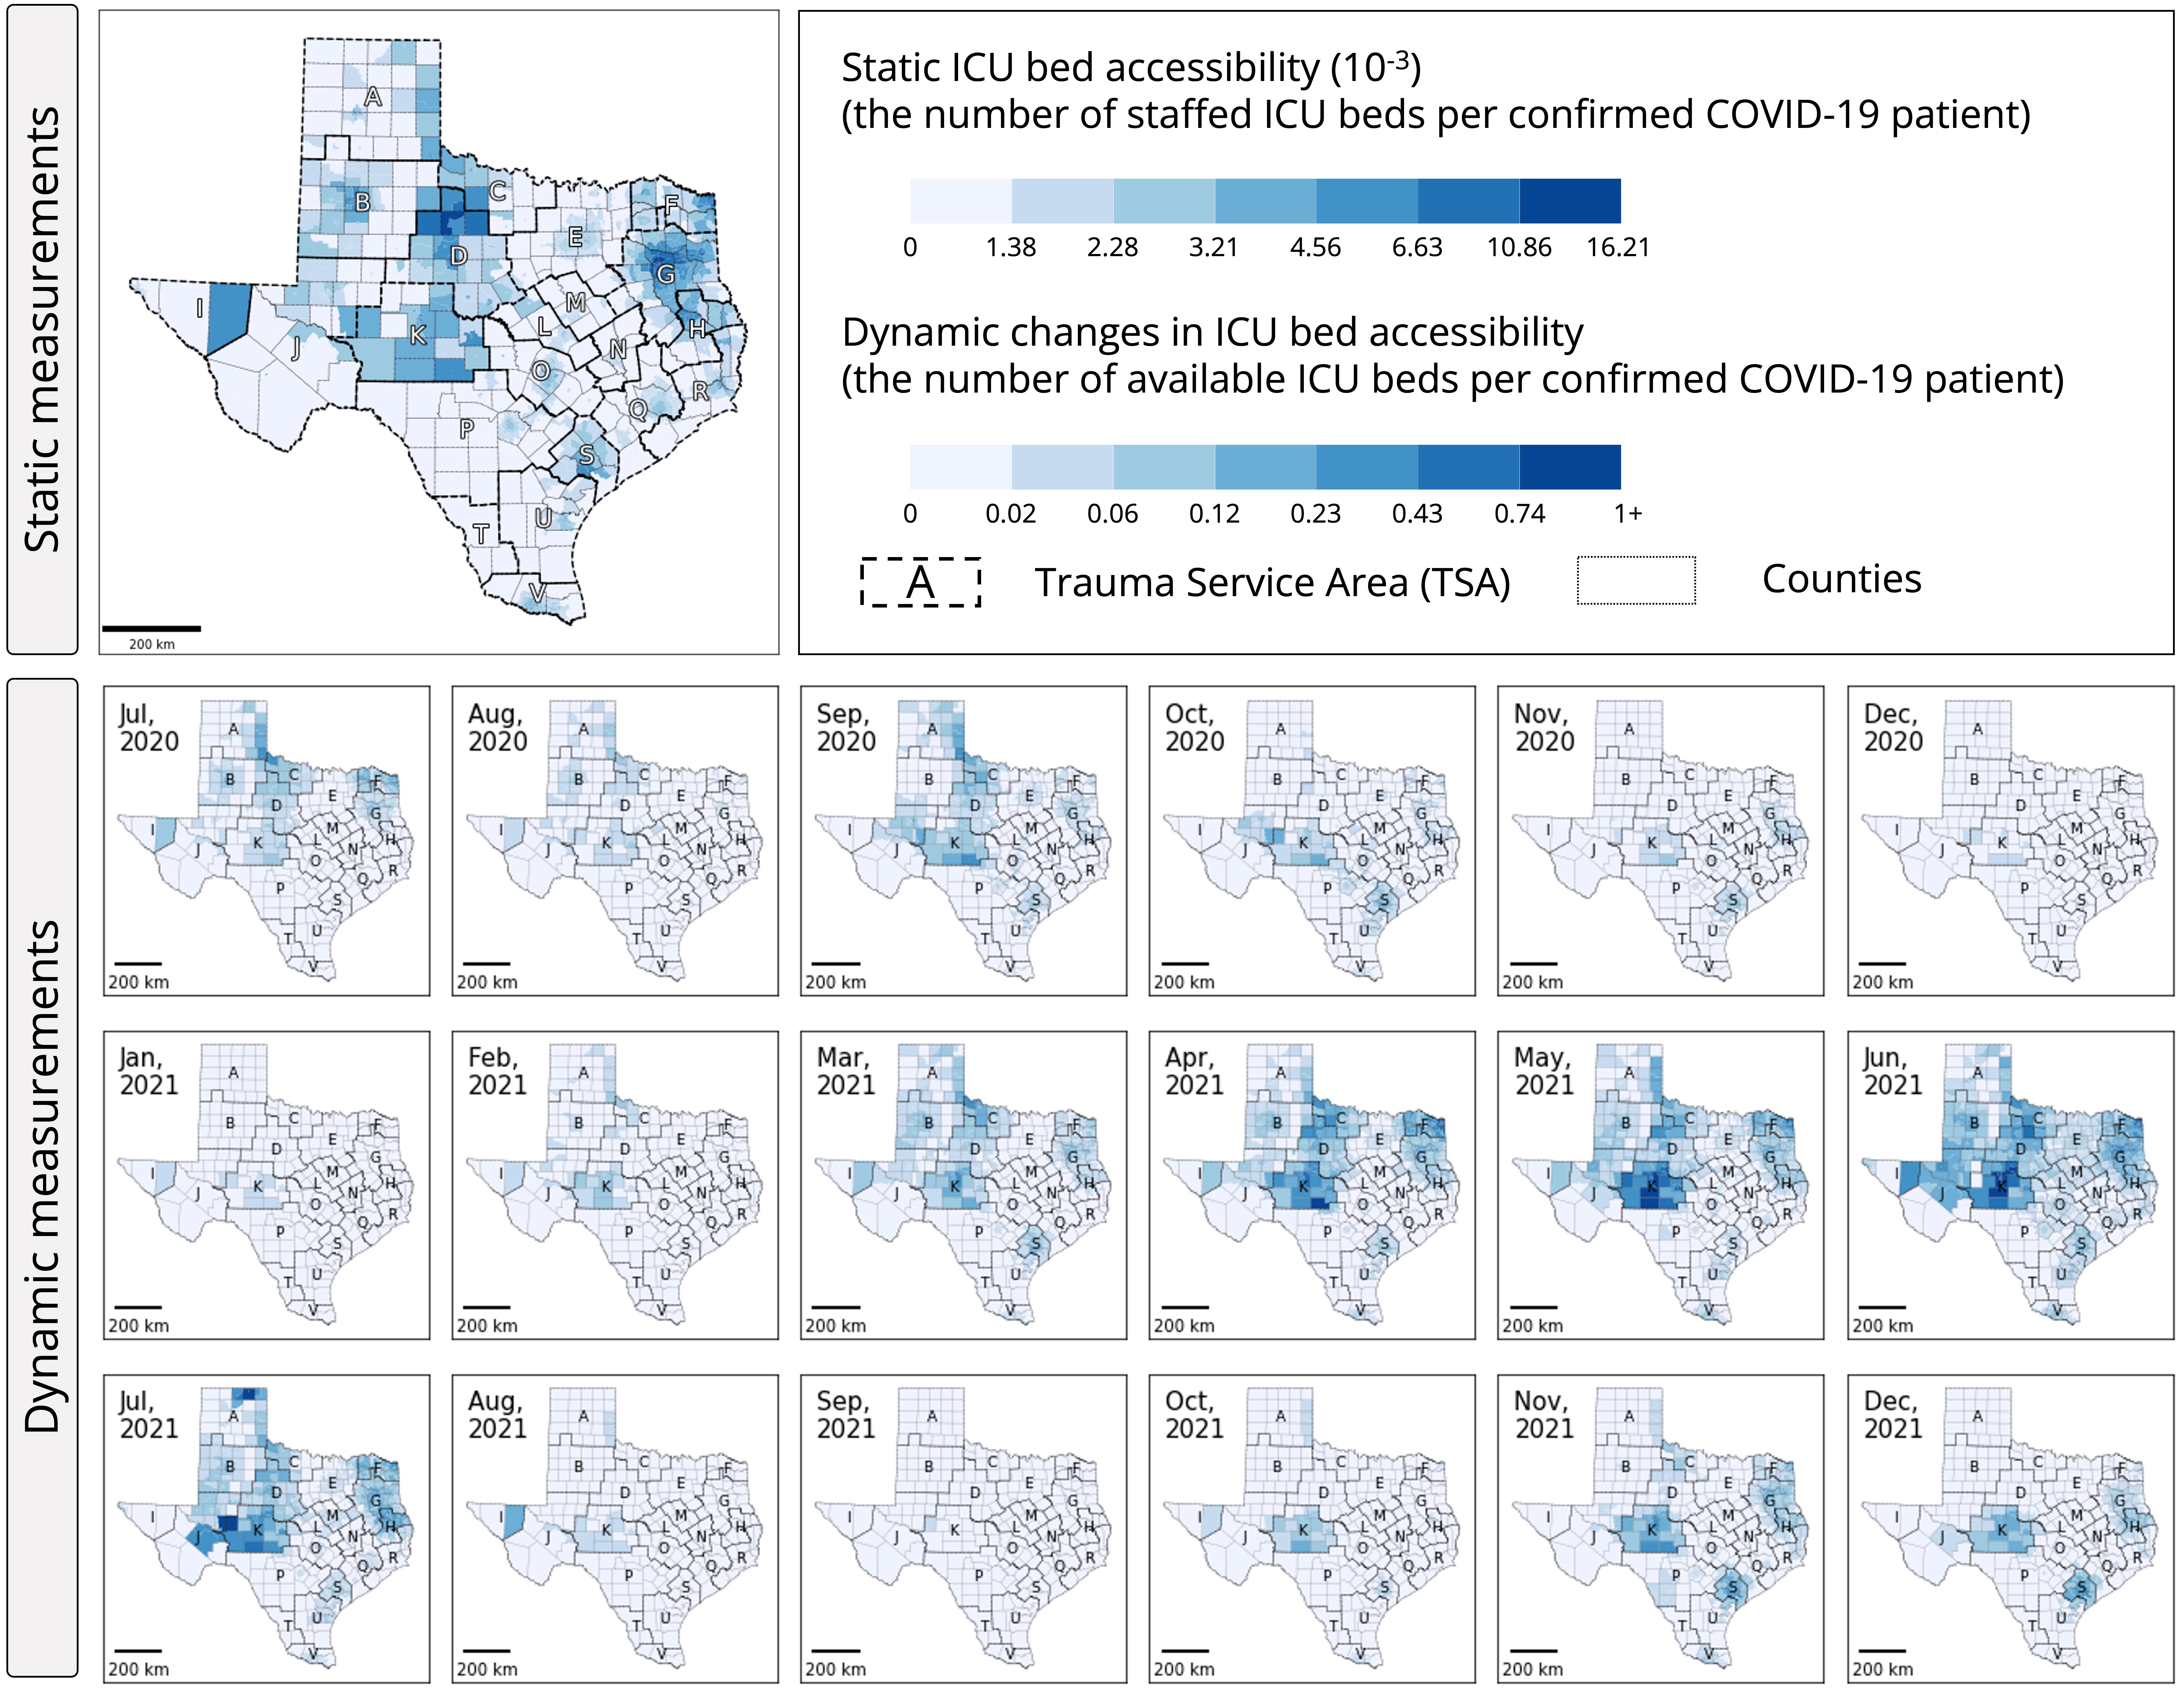 Static measurements
A
B C F
D E G
I M
J K L N H
O R
P Q
S
T U
V
200 km
Static ICU bed accessibility (10-3)
(the number of staffed ICU beds per confirmed COVID-19 patient)
0 1.38 2.28 3.21 4.56 6.63 10.86 16.21
Dynamic changes in ICU bed accessibility
(the number of available ICU beds per confirmed COVID-19 patient)
0 0.02 0.06 0.12 0.23 0.43 0.74 1+
A Trauma Service Area (TSA) Counties
Dynamic measurements
Jul,
2020
A
B C F
D E G
I M
J K L N H
O R
P Q
S
T U
V
200 km
Aug,
2020
A
B C F
D E G
I M
J K L N H
O R
P Q
S
T U
V
200 km
Sep,
2020
A
B C F
D E G
I M
J K L N H
O R
P Q
S
T U
V
200 km
Oct,
2020
A
B C F
D E G
I M
J K L N H
O R
P Q
S
T U
V
200 km
Nov,
2020
A
B C F
D E G
I M
J K L N H
O R
P Q
S
T U
V
200 km
Dec,
2020
A
B C F
D E G
I M
J K L N H
O R
P Q
S
T U
V
200 km
Jan,
2021
A
B C F
D E G
I M
J K L N H
O R
P Q
S
T U
V
200 km
Feb,
2021
A
B C F
D E G
I M
J K L N H
O R
P Q
S
T U
V
200 km
Mar,
2021
A
B C F
D E G
I M
J K L N H
O R
P Q
S
T U
V
200 km
Apr,
2021
A
B C F
D E G
I M
J K L N H
O R
P Q
S
T U
V
200 km
May,
2021
A
B C F
D E G
I M
J K L N H
O R
P Q
S
T U
V
200 km
Jun,
2021
A
B C F
D E G
I M
J K L N H
O R
P Q
S
T U
V
200 km
Jul,
2021
A
B C F
D E G
I M
J K L N H
O R
P Q
S
T U
V
200 km
Aug,
2021
A
B C F
D E G
I M
J K L N H
O R
P Q
S
T U
V
200 km
Sep,
2021
A
B C F
D E G
I M
J K L N H
O R
P Q
S
T U
V
200 km
Oct,
2021
A
B C F
D E G
I M
J K L N H
O R
P Q
S
T U
V
200 km
Nov,
2021
A
B C F
D E G
I M
J K L N H
O R
P Q
S
T U
V
200 km
Dec,
2021
A
B C F
D E G
I M
J K L N H
O R
P Q
S
T U
V
200 km